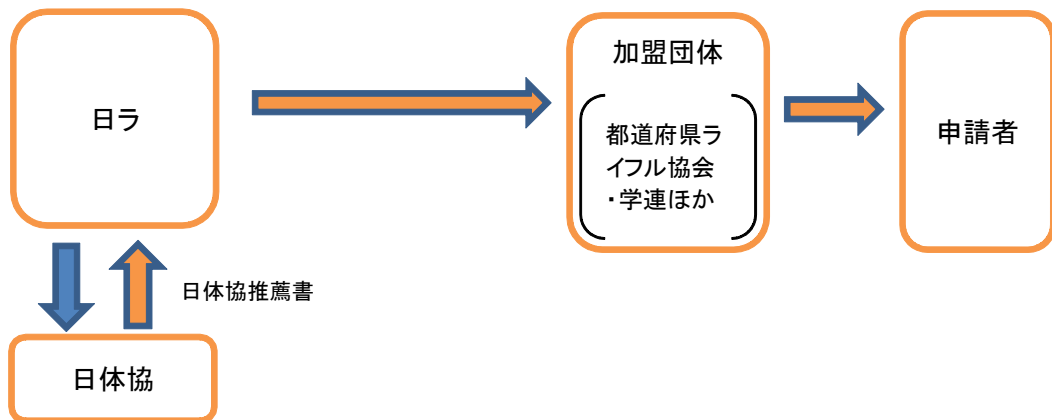 日ラ
加盟団体
都道府県ラ
イフル協会
・学連ほか
申請者
日体協推薦書
日体協